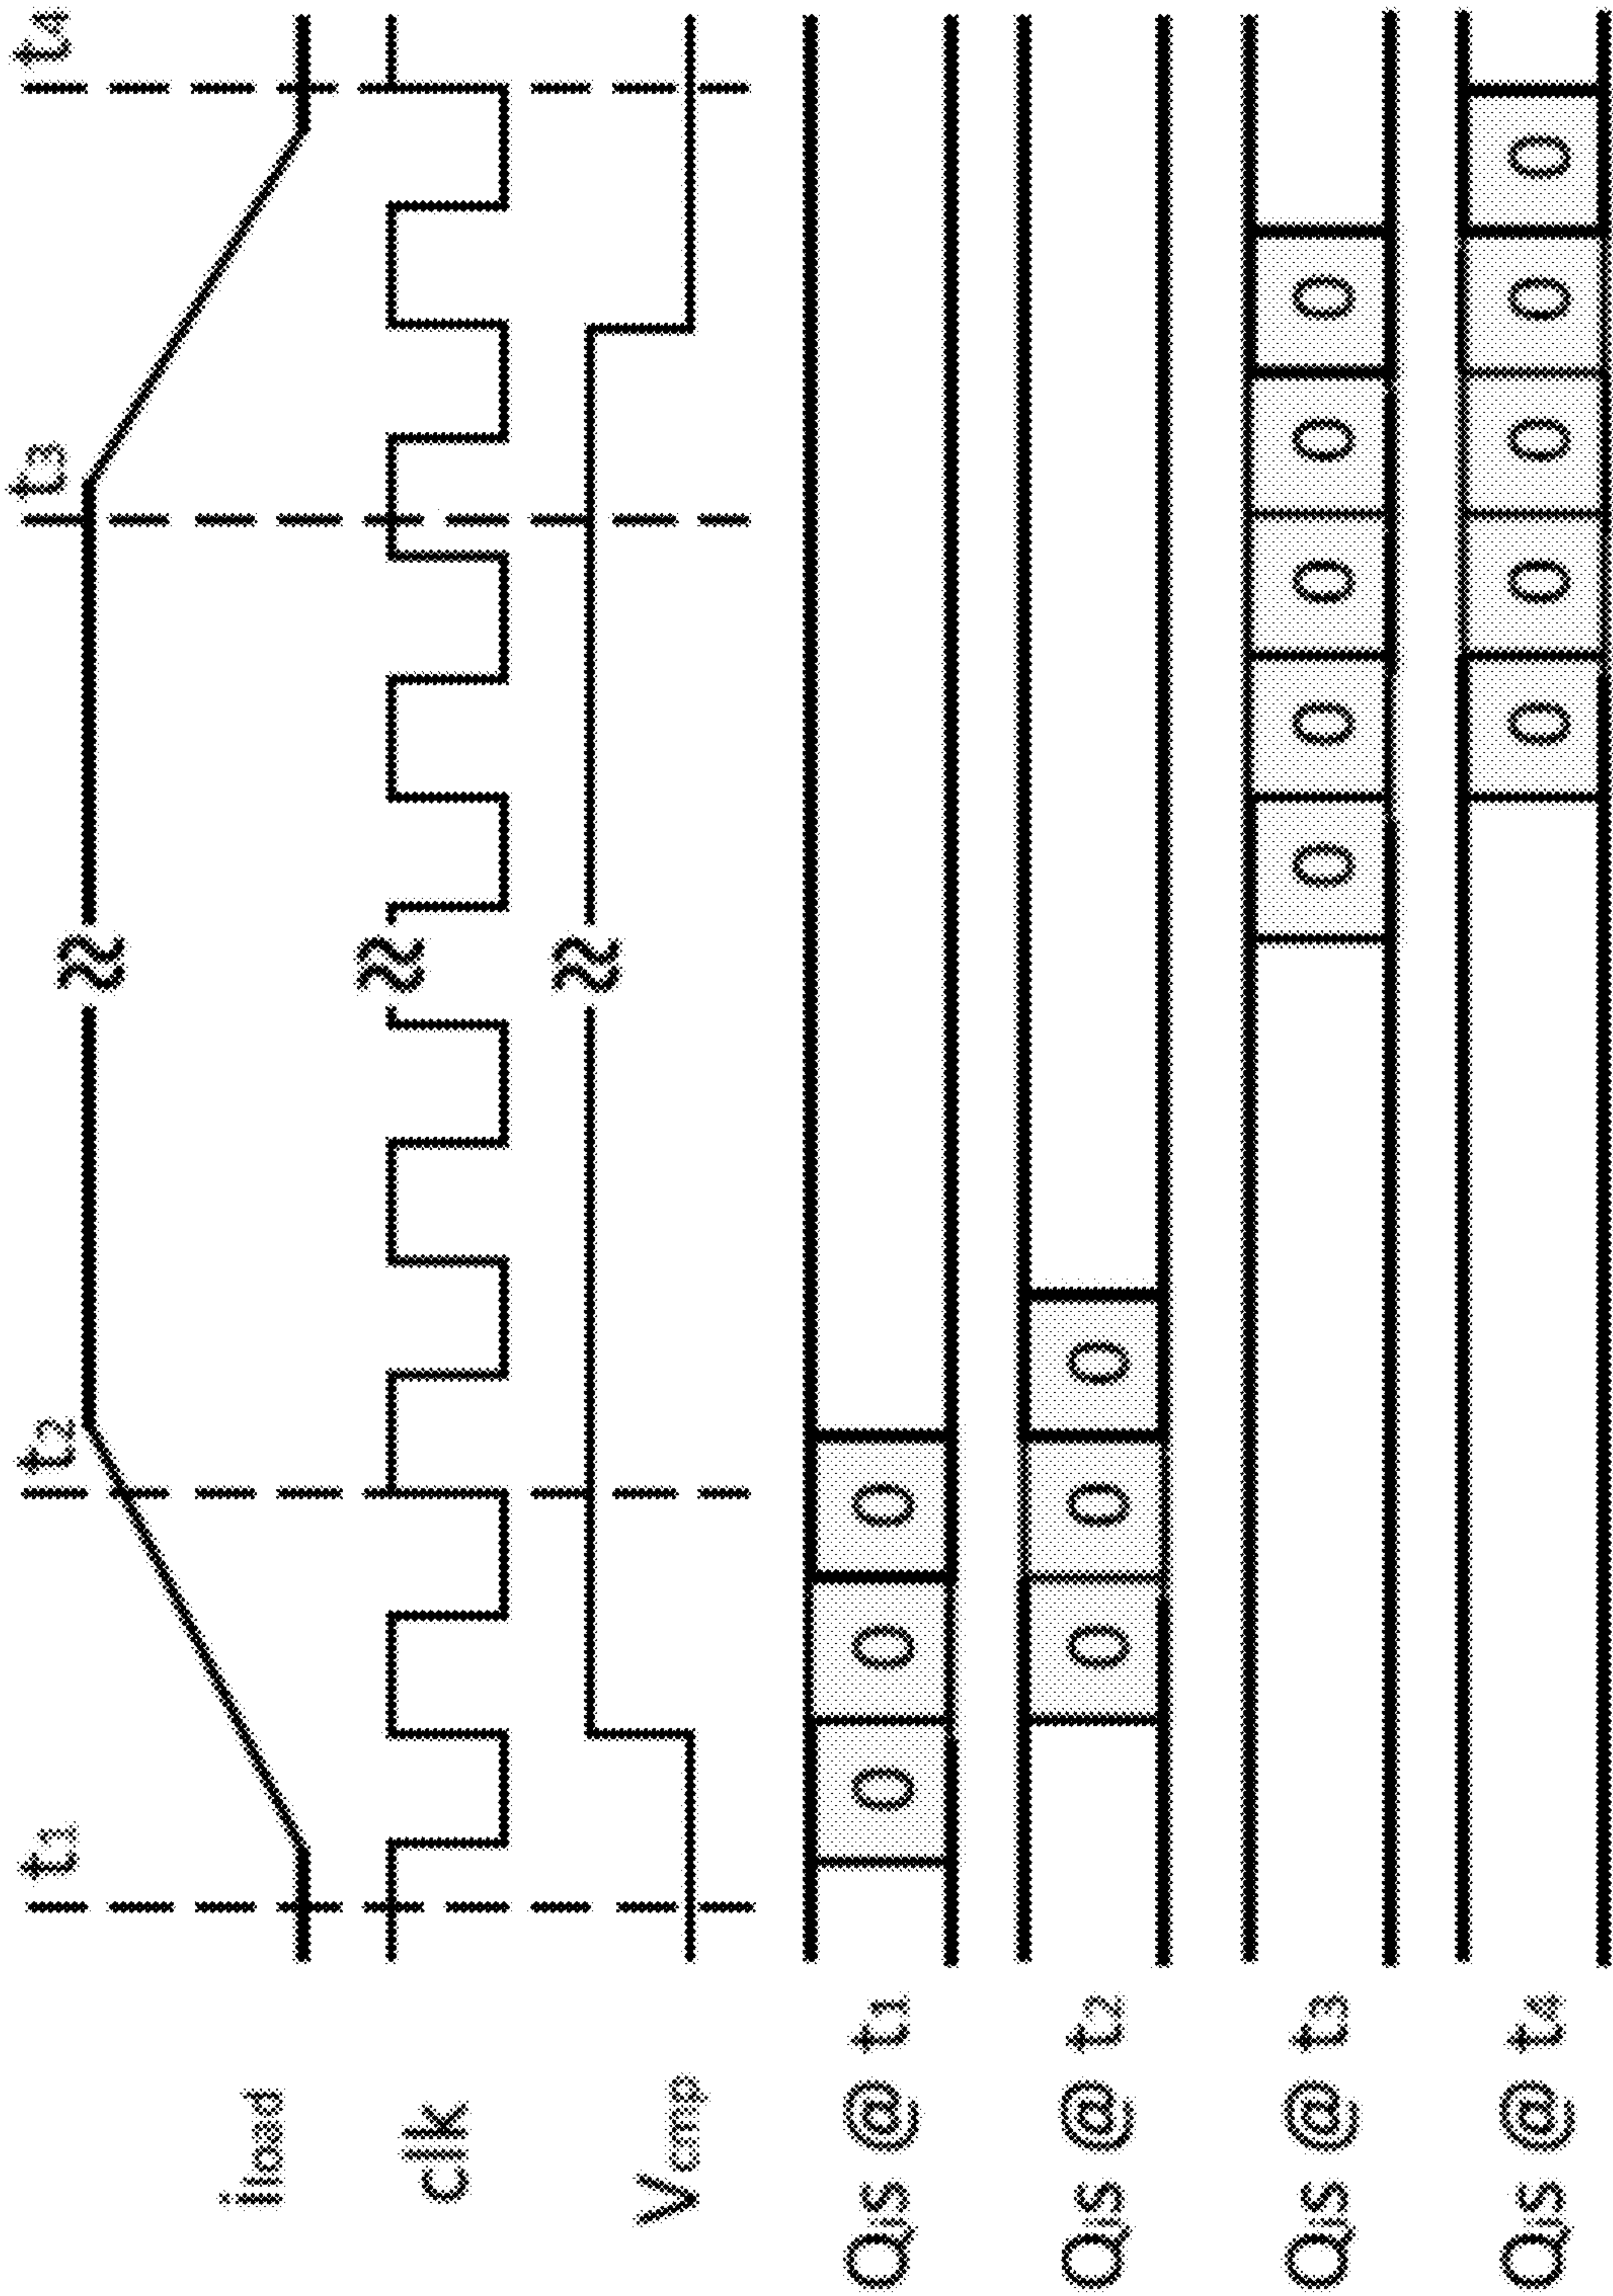 t1 t2 t3 t4
iload
clk
Vcmp
Qis @ t1 0 0 0
Qis @ t2 0 0 0
Qis @ t3 0 0 0 0 0
Qis @ t4 0 0 0 0 0